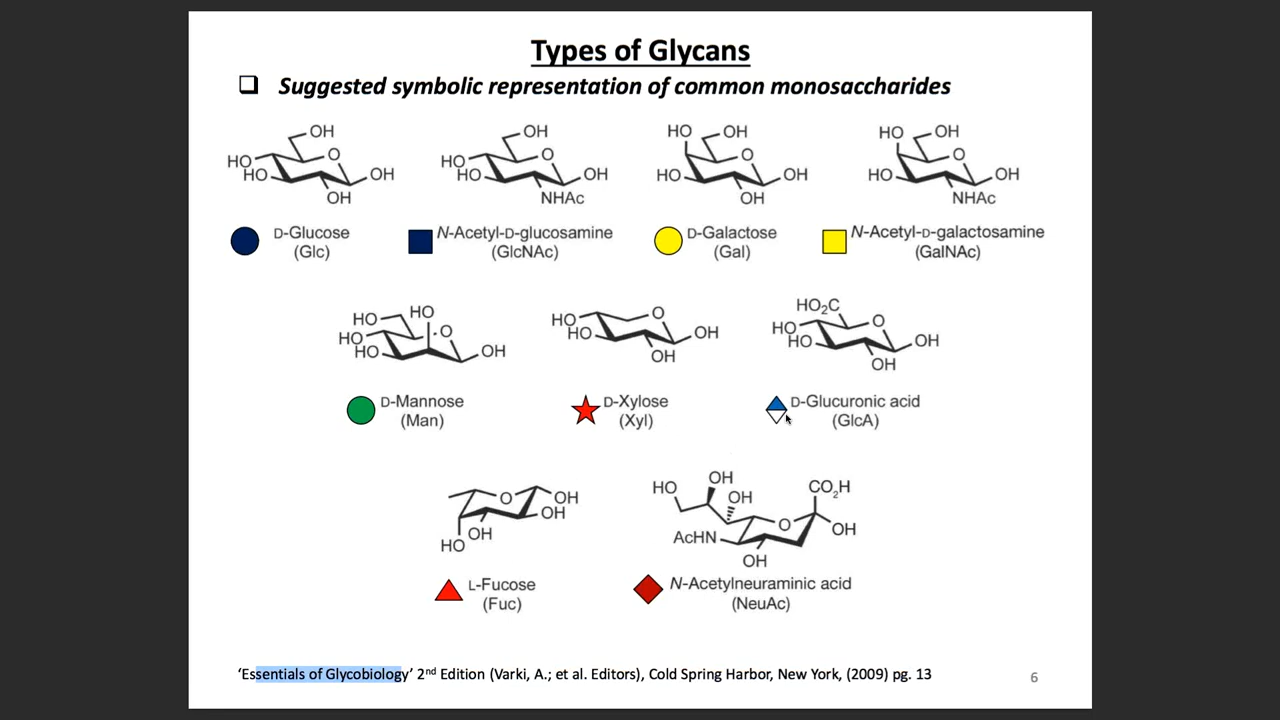 Types of Glycans
Suggested symbolic representation of common monosaccharides
OH
HO
O
HO
OH
OH
OH
HO
O
HO
OH
NHAc
HO
OH
O
HO
OH
OH
HO
OH
O
HO
OH
NHAc
D-Glucose
(Glc)
N-Acetyl-D-glucosamine
(GlcNAc)
D-Galactose
(Gal)
N-Acetyl-D-galactosamine
(GalNAc)
HO
HO
HO
O
HO
OH
O
HO
HO
OH
OH
HO₂C
HO
O
HO
OH
OH
D-Mannose
(Man)
D-Xylose
(Xyl)
D-Glucuronic acid
(GlcA)
O
OH
OH
OH
HO
HO
OH
OH
CO₂H
O
OH
AcHN
OH
L-Fucose
(Fuc)
N-Acetylneuraminic acid
(NeuAc)
‘Essentials of Glycobiology’ 2nd Edition (Varki, A.; et al. Editors), Cold Spring Harbor, New York, (2009) pg. 13
6